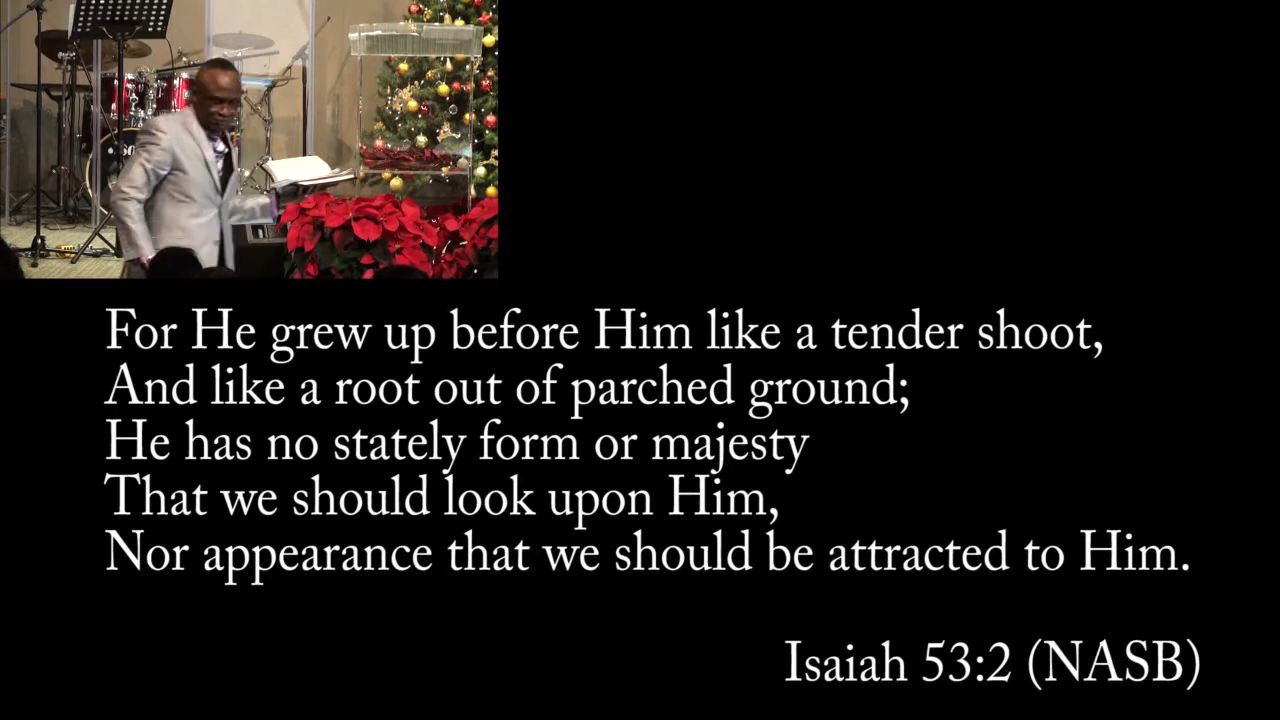 For He grew up before Him like a tender shoot,
And like a root out of parched ground;
He has no stately form or majesty
That we should look upon Him,
Nor appearance that we should be attracted to Him.
Isaiah 53:2 (NASB)